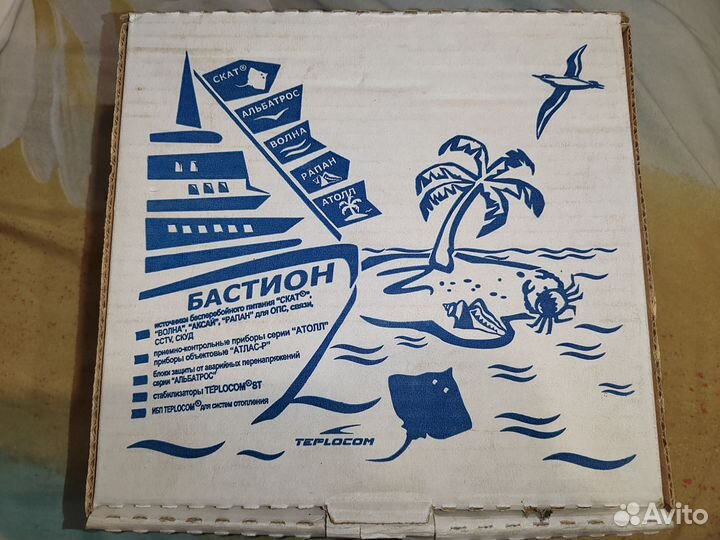 СКАТ®
АЛЬБАТРОС
ВОЛНА
РАПАН
АТОЛЛ
БАСТИОН
источники бесперебойного питания "СКАТ®",
"ВОЛНА", "АКСАЙ", "РАПАН" для ОПС, связи,
CCTV, СКУД
приемно-контрольные приборы серии "АТОЛЛ"
приборы объектовые "АТЛАС-Р"
блоки защиты от аварийных перенапряжений
серии "АЛЬБАТРОС"
стабилизаторы TEPLOCOM® ST
ИБП TEPLOCOM® для систем отопления
TEPLOCOM
Avito